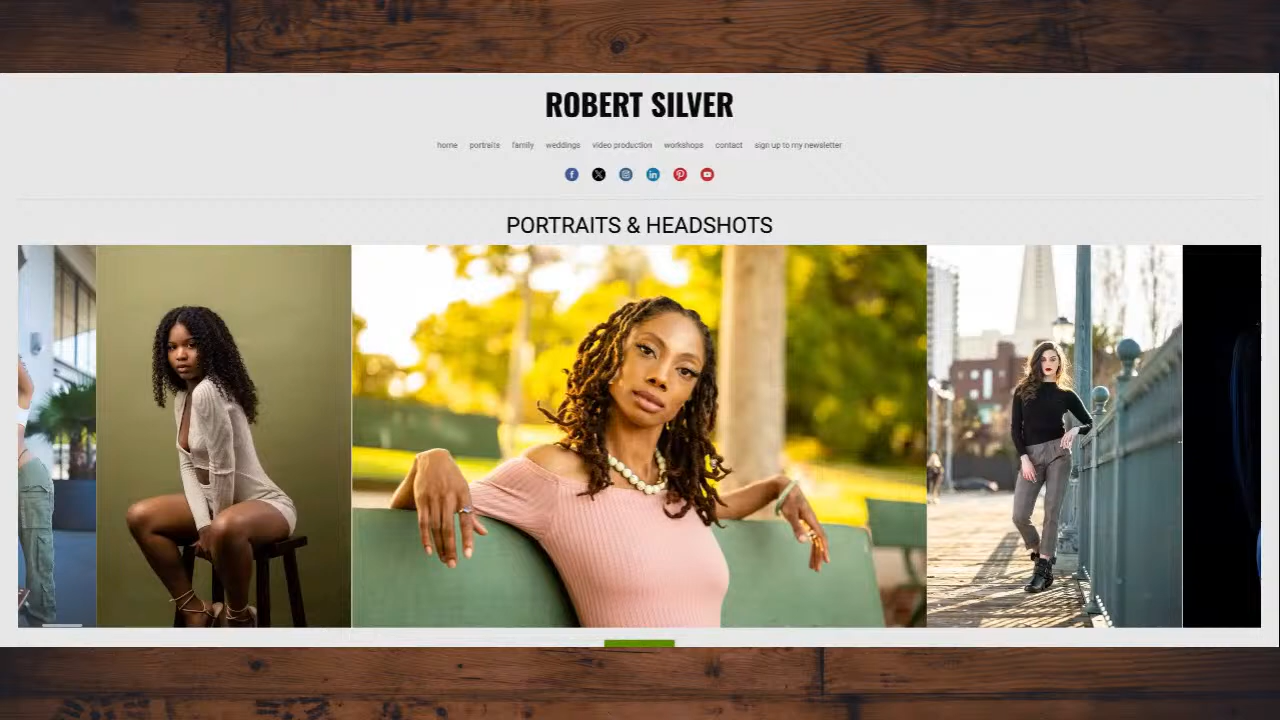 ROBERT SILVER
home portraits family weddings video production workshops contact sign up to my newsletter
PORTRAITS & HEADSHOTS